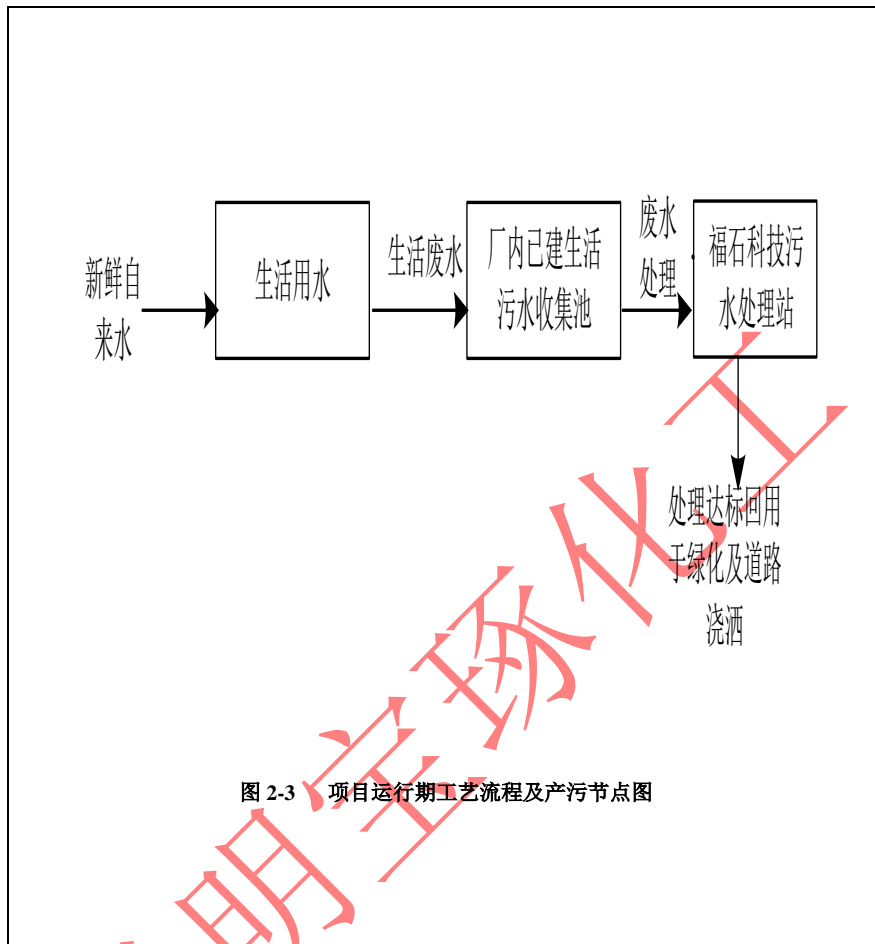 新鲜自
来水
生活用水
生活废水
厂内已建生活
污水收集池
废水
处理
福石科技污
水处理站
处理达标回用
于绿化及道路
浇洒
图 2-3 项目运行期工艺流程及产污节点图
明宝琢化工